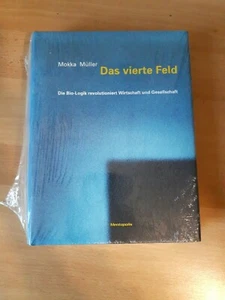 Mokka Müller
Das vierte Feld
Die Bio-Logik revolutioniert Wirtschaft und Gesellschaft